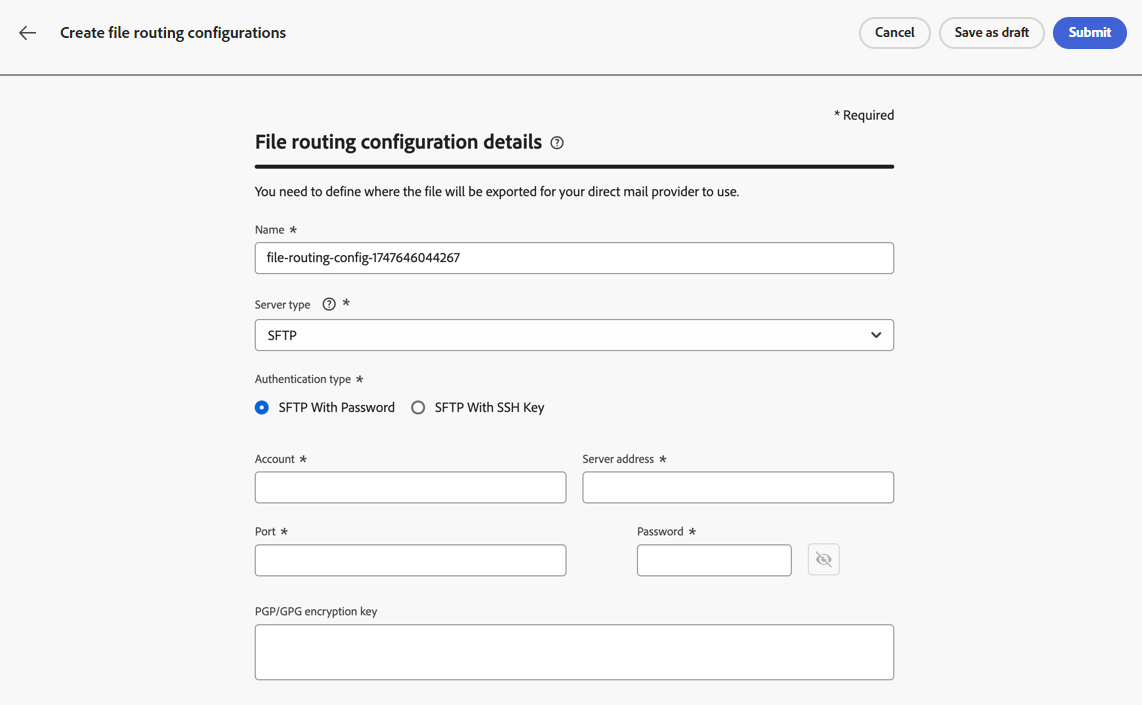 Create file routing configurations
Cancel
Save as draft
Submit
* Required
File routing configuration details ?
You need to define where the file will be exported for your direct mail provider to use.
Name *
file-routing-config-1747646044267
Server type ? *
SFTP
Authentication type *
SFTP With Password
SFTP With SSH Key
Account *
Server address *
Port *
Password *
PGP/GPG encryption key